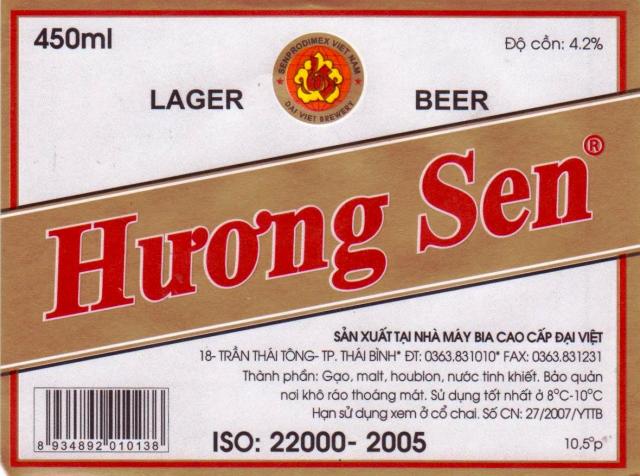 450ml
Độ cồn: 4.2%
SENPRODIMEX VIET NAM
DAI VIET BREWERY
LAGER BEER
Hương Sen®
SẢN XUẤT TẠI NHÀ MÁY BIA CAO CẤP ĐẠI VIỆT
18- TRẦN THÁI TÔNG- TP. THÁI BÌNH* ĐT: 0363.831010* FAX: 0363.831231
Thành phần: Gạo, malt, houblon, nước tinh khiết. Bảo quản
nơi khô ráo thoáng mát. Sử dụng tốt nhất ở 8°C-10°C
Hạn sử dụng xem ở cổ chai. Số CN: 27/2007/YTTB
8 934892 010138
ISO: 22000- 2005
10,5°p